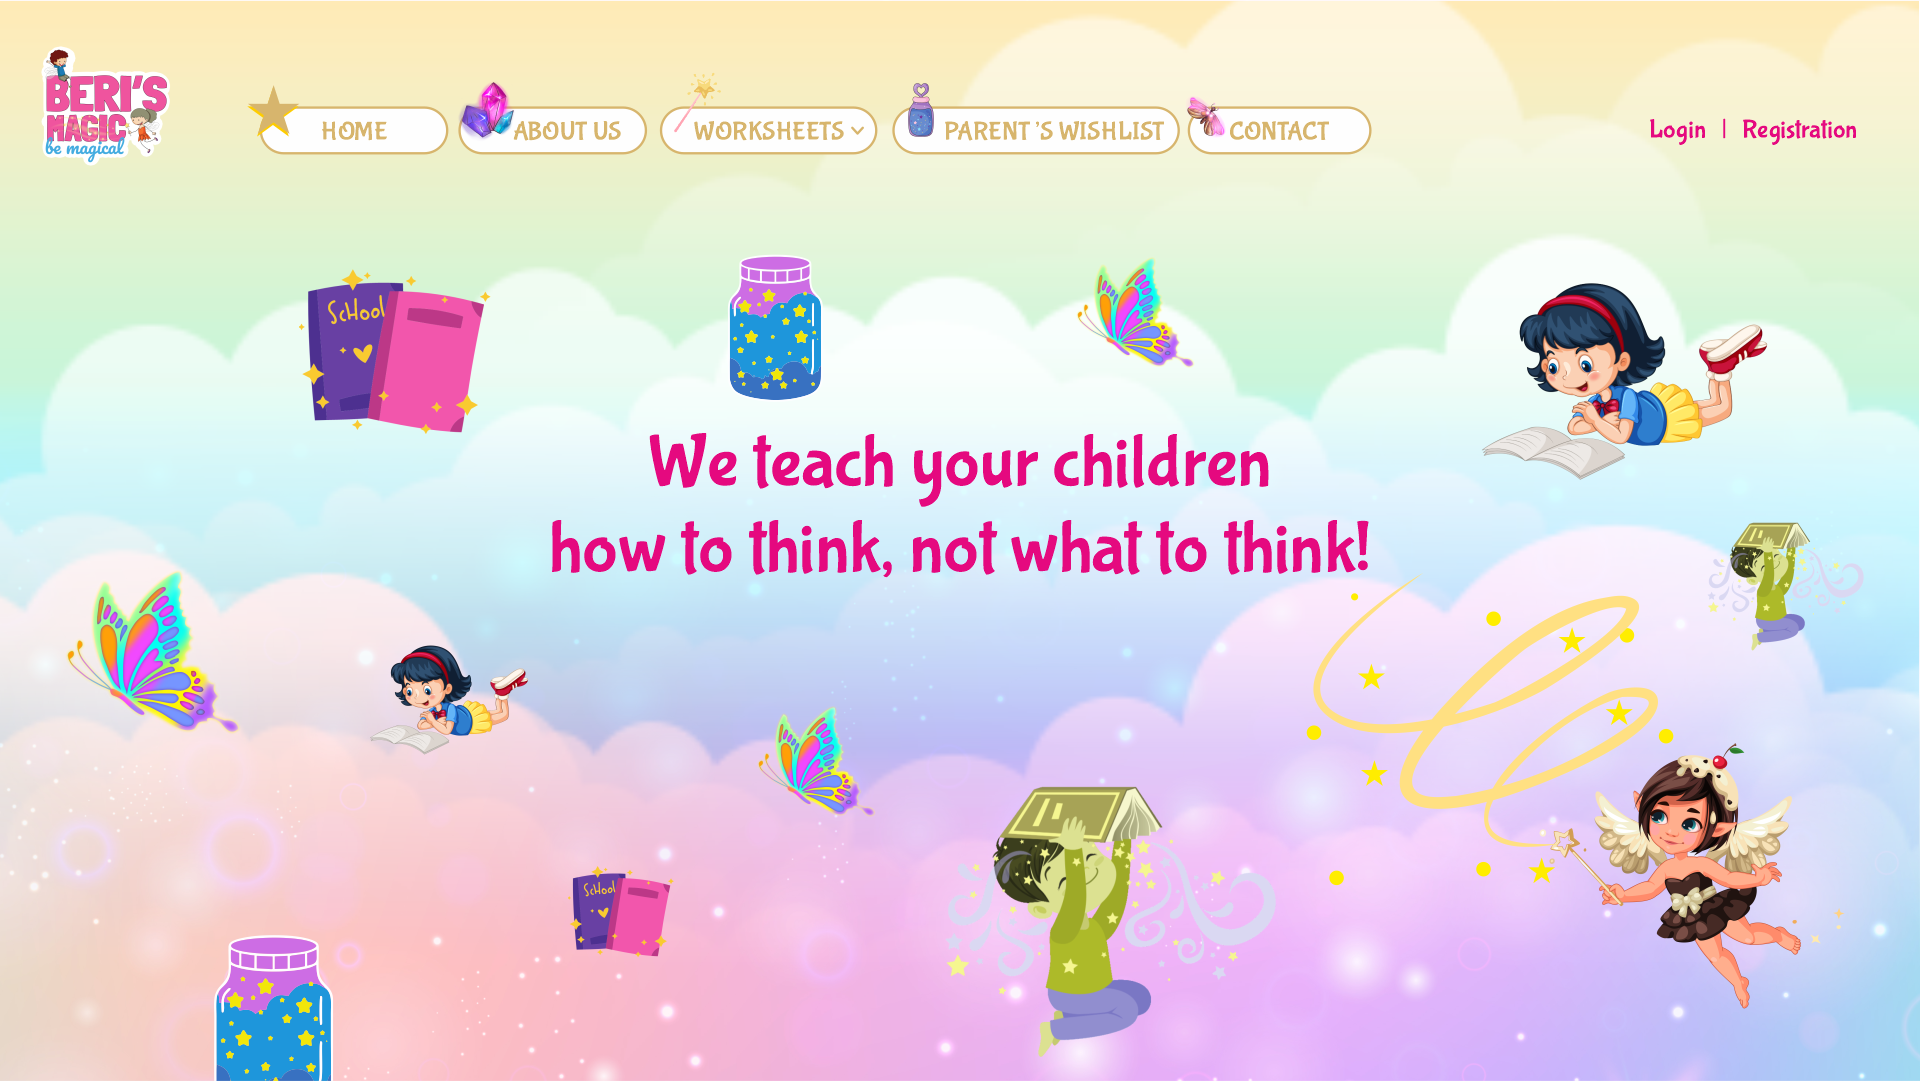 BERI'S
MAGIC
be magical
HOME
ABOUT US
WORKSHEETS
PARENT 'S WISHLIST
CONTACT
Login | Registration
ScHool
We teach your children
how to think, not what to think!
ScHool